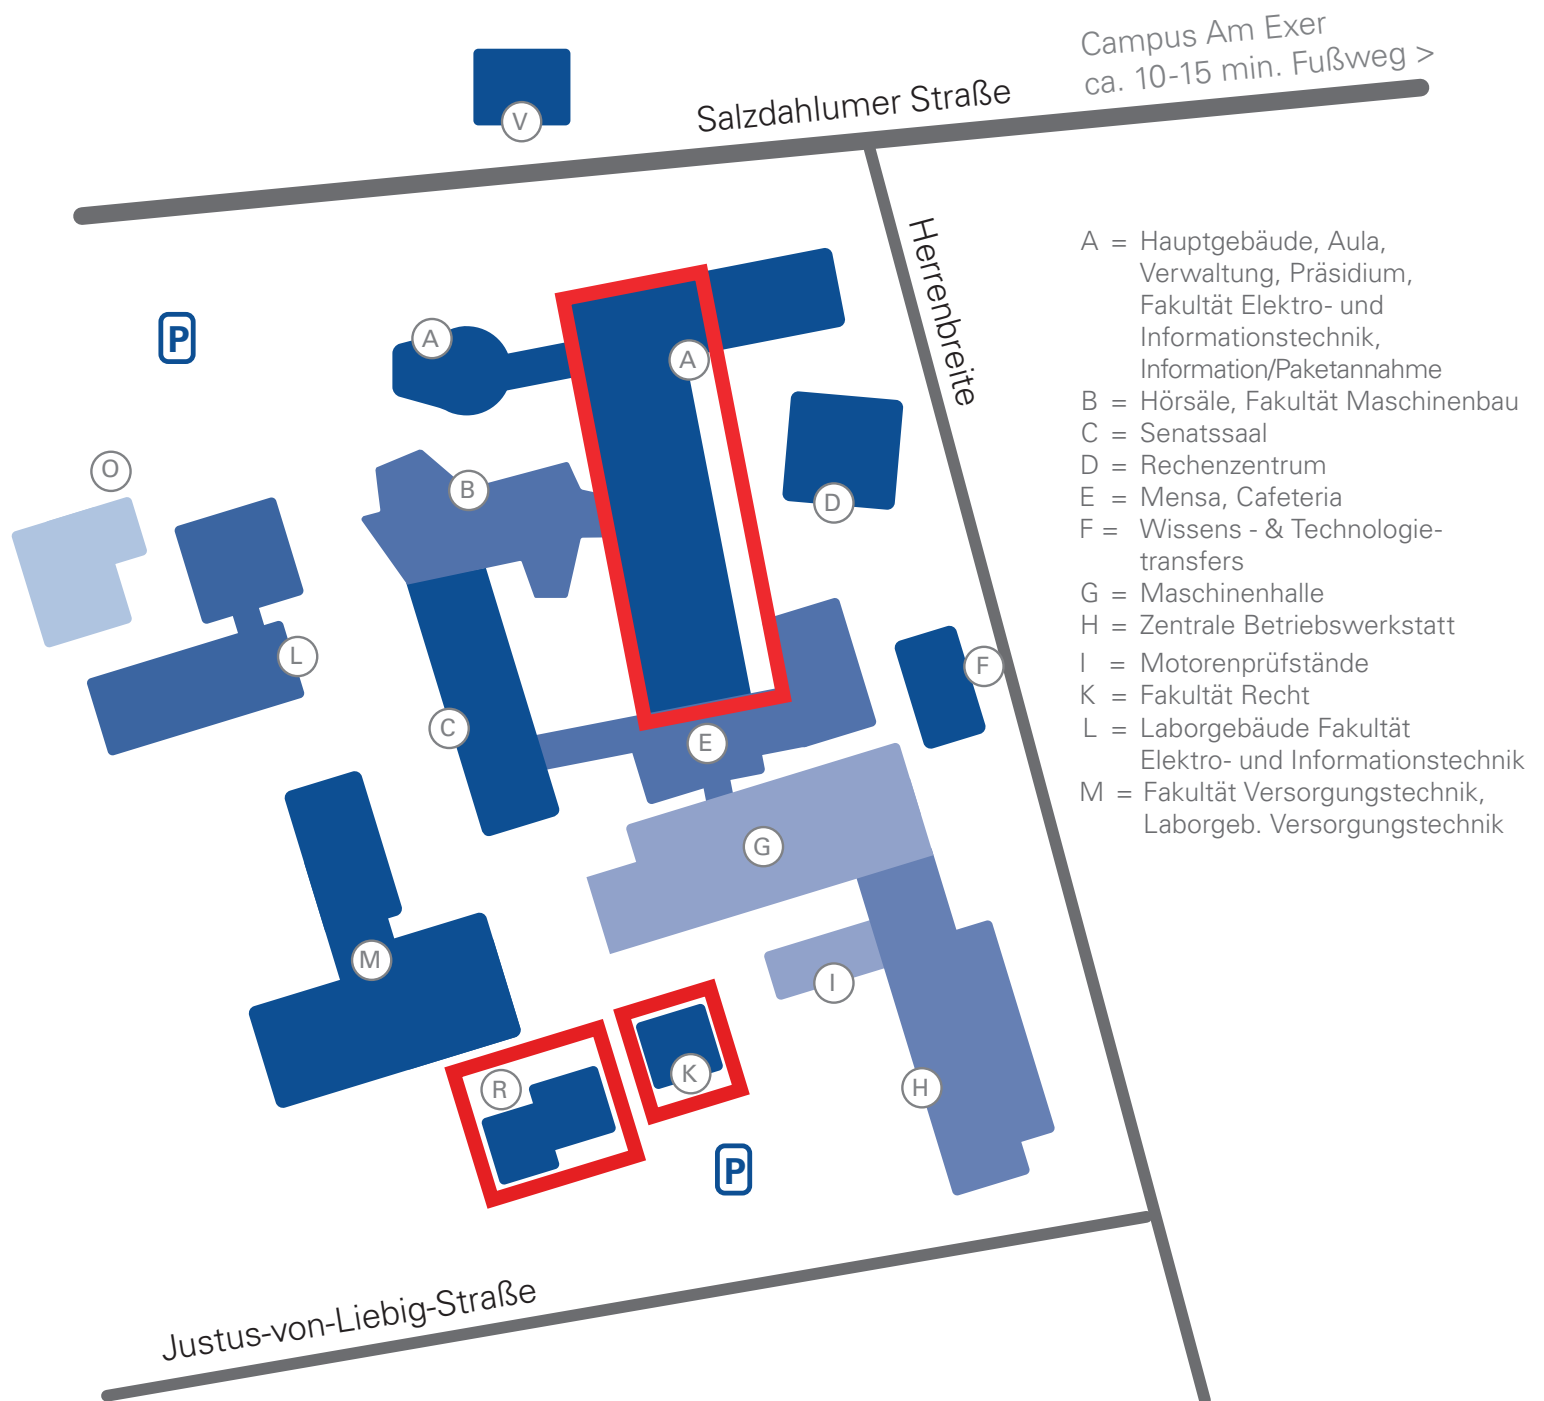 Campus Am Exer
ca. 10-15 min. Fußweg >
Salzdahlumer Straße
V
Herrenbreite
P
A
A
O
B
D
L
C
E
F
G
M
I
R
K
H
P
Justus-von-Liebig-Straße
A = Hauptgebäude, Aula,
Verwaltung, Präsidium,
Fakultät Elektro- und
Informationstechnik,
Information/Paketannahme
B = Hörsäle, Fakultät Maschinenbau
C = Senatssaal
D = Rechenzentrum
E = Mensa, Cafeteria
F = Wissens - & Technologie-
transfers
G = Maschinenhalle
H = Zentrale Betriebswerkstatt
I = Motorenprüfstände
K = Fakultät Recht
L = Laborgebäude Fakultät
Elektro- und Informationstechnik
M = Fakultät Versorgungstechnik,
Laborgeb. Versorgungstechnik